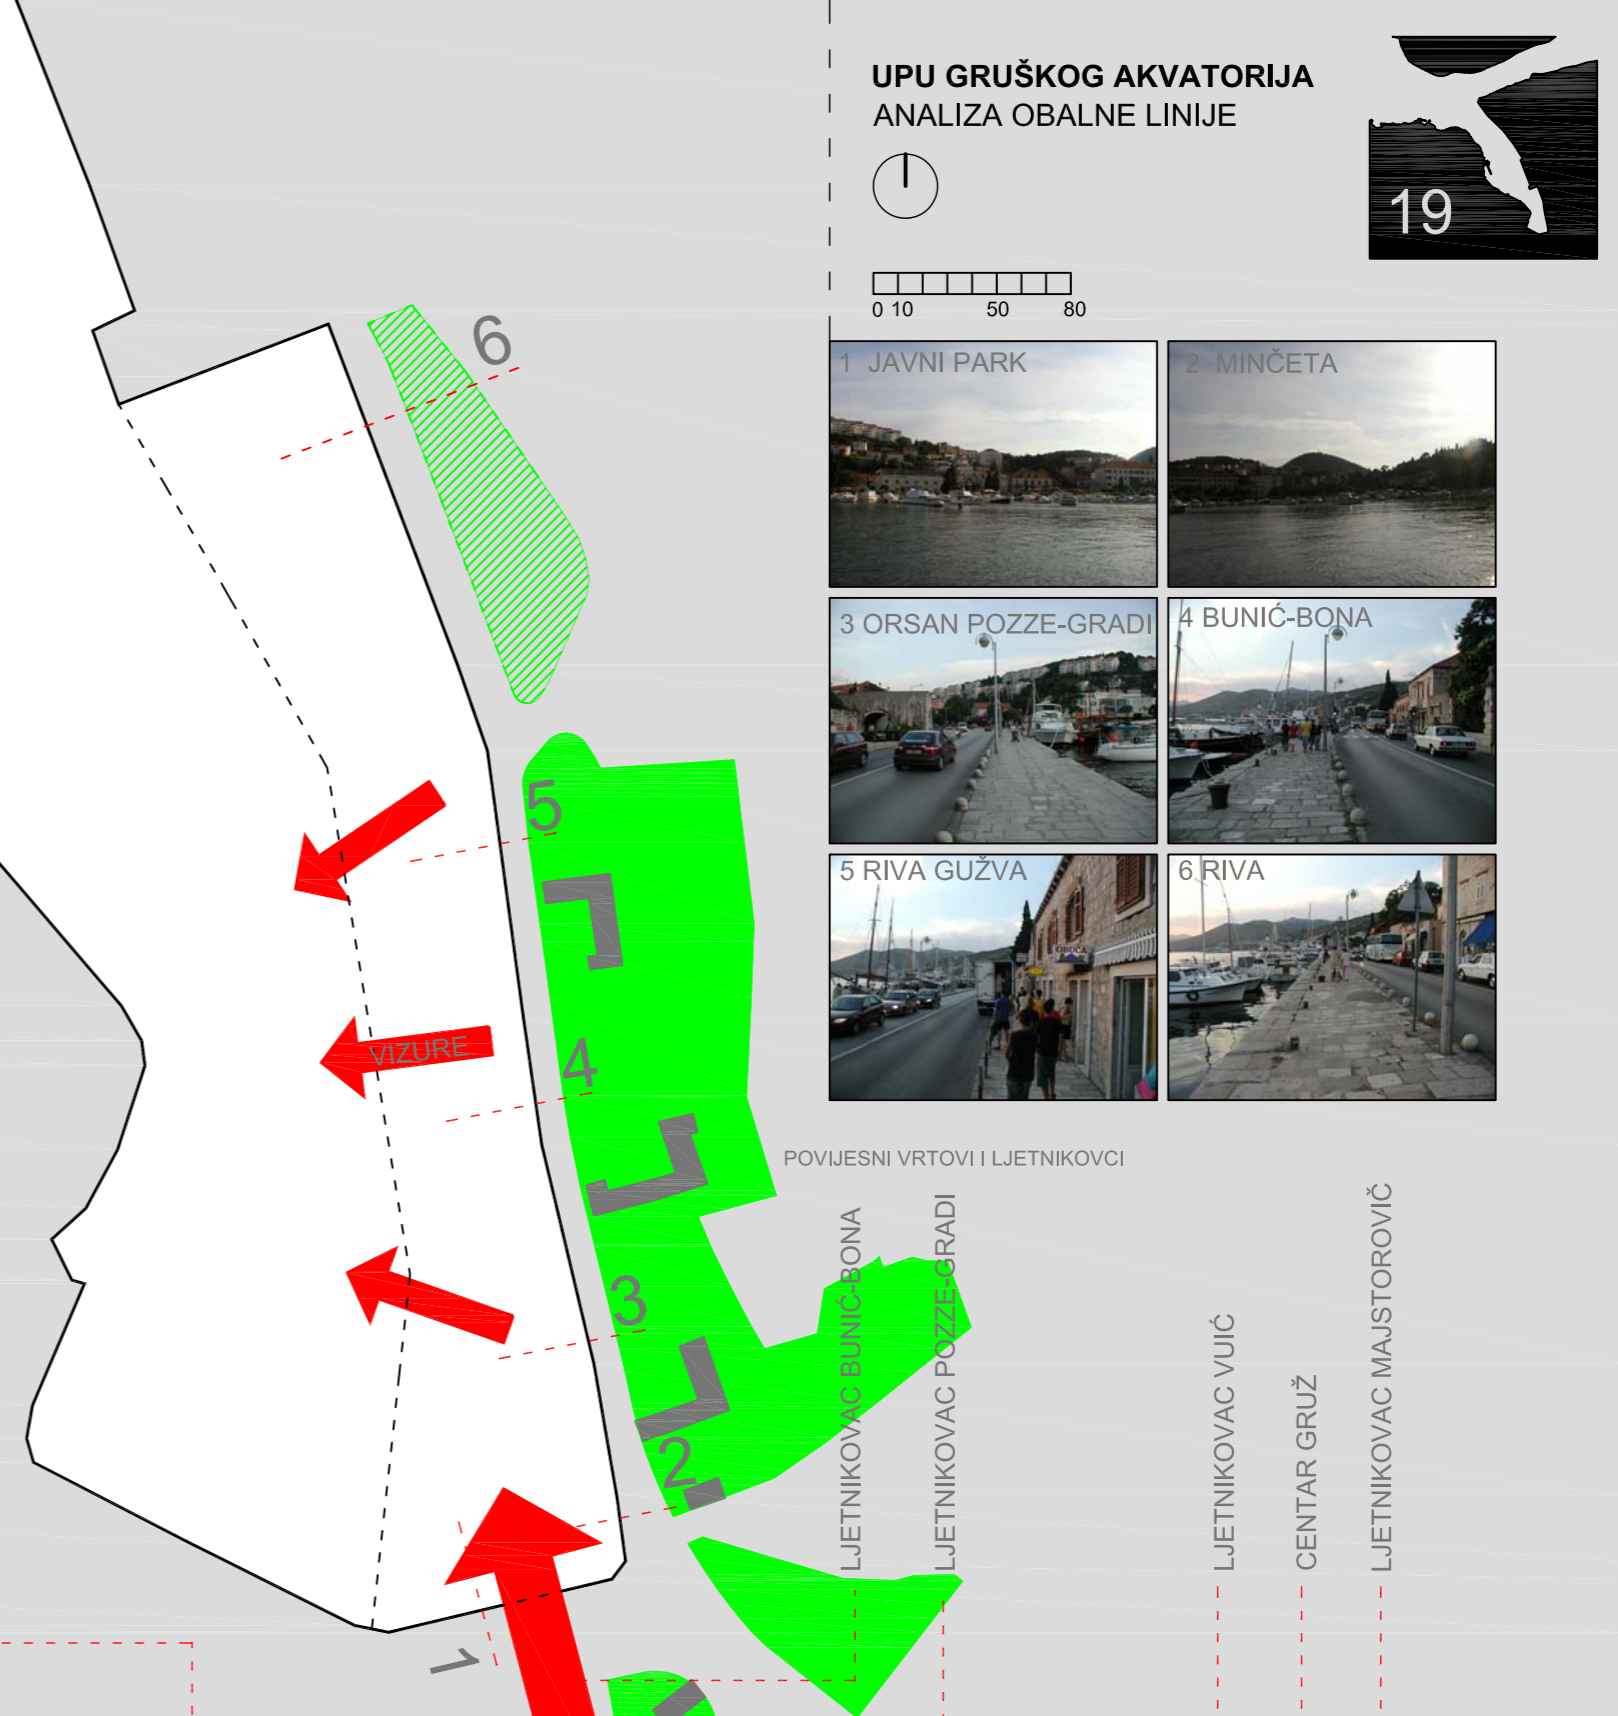 UPU GRUŠKOG AKVATORIJA
ANALIZA OBALNE LINIJE
19
0 10 50 80
1 JAVNI PARK
2 MINČETA
3 ORSAN POZZE-GRADI
4 BUNIĆ-BONA
5 RIVA GUŽVA
OBUĆA
6 RIVA
6
5
4
VIZURE
3
2
1
POVIJESNI VRTOVI I LJETNIKOVCI
LJETNIKOVAC BUNIĆ-BONA
LJETNIKOVAC POZZE-GRADI
LJETNIKOVAC VUIĆ
CENTAR GRUŽ
LJETNIKOVAC MAJSTOROVIČ